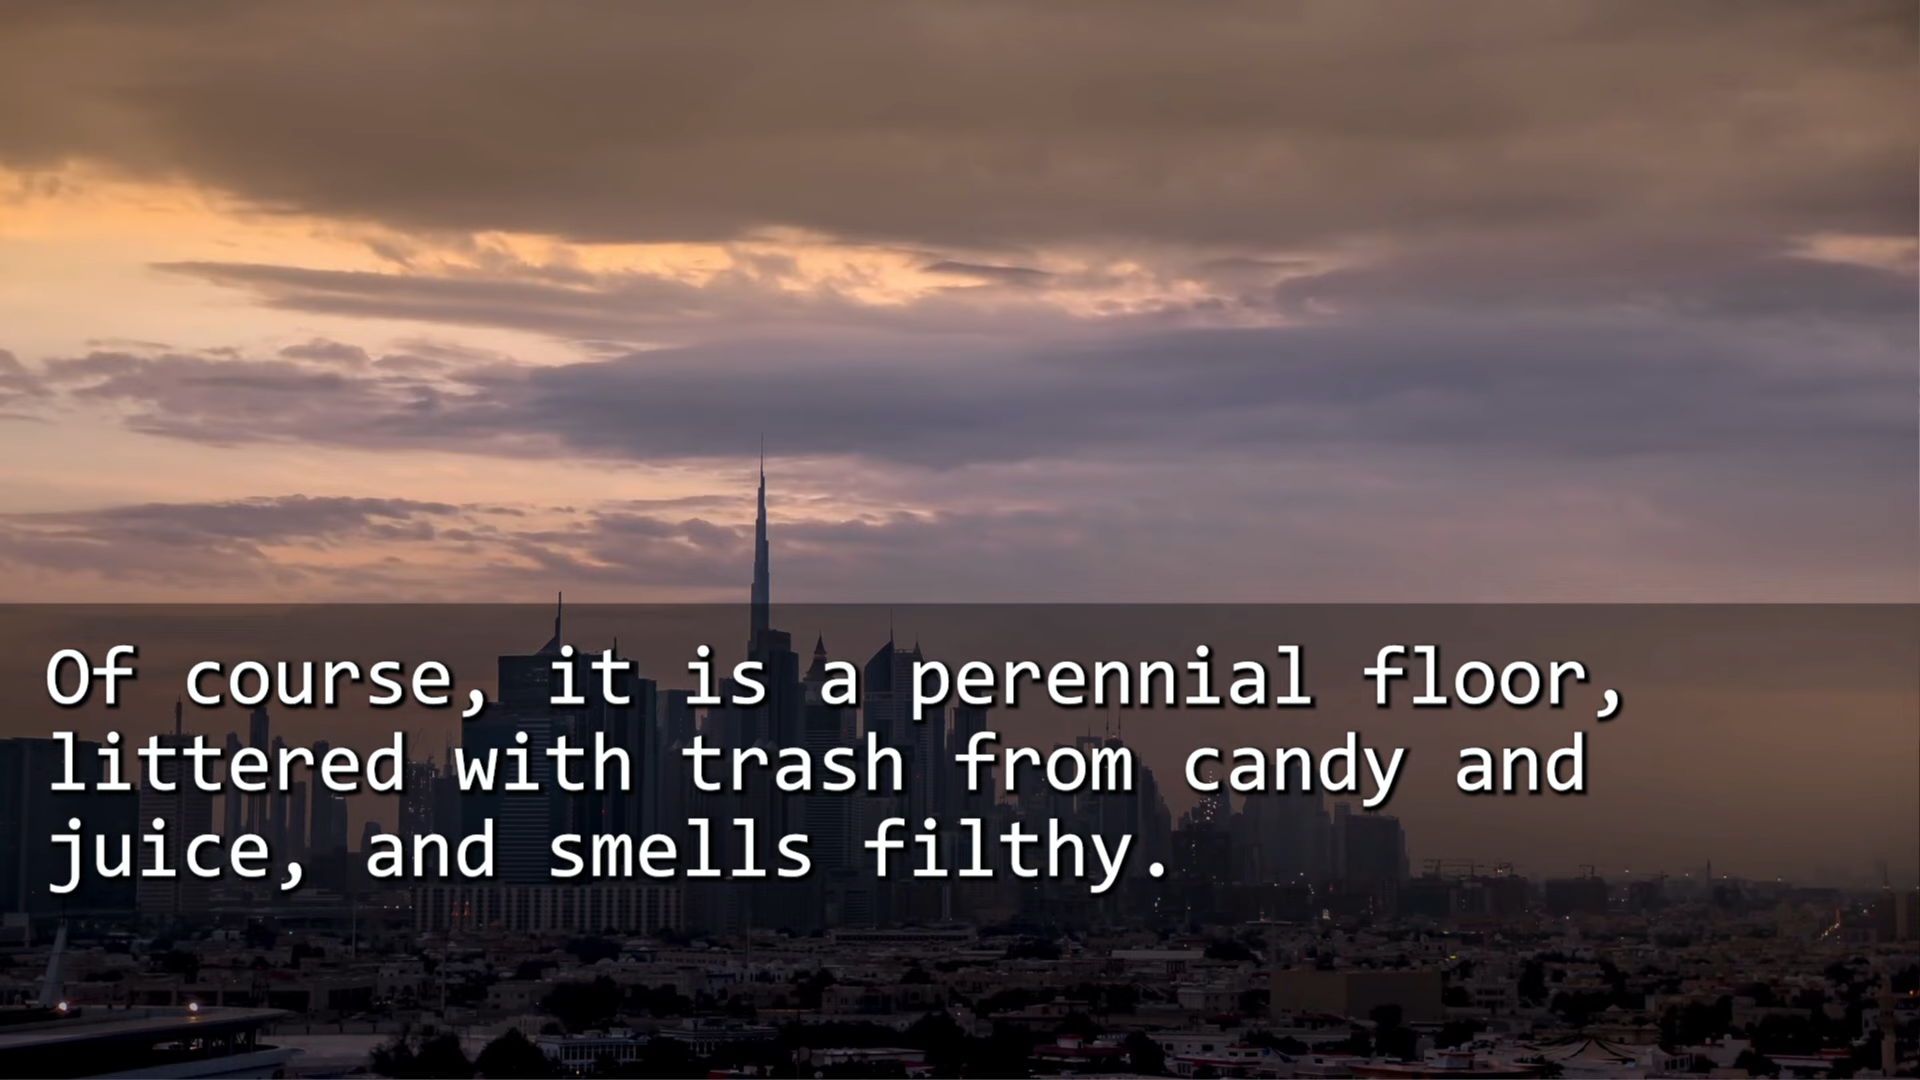 Of course, it is a perennial floor,
littered with trash from candy and
juice, and smells filthy.